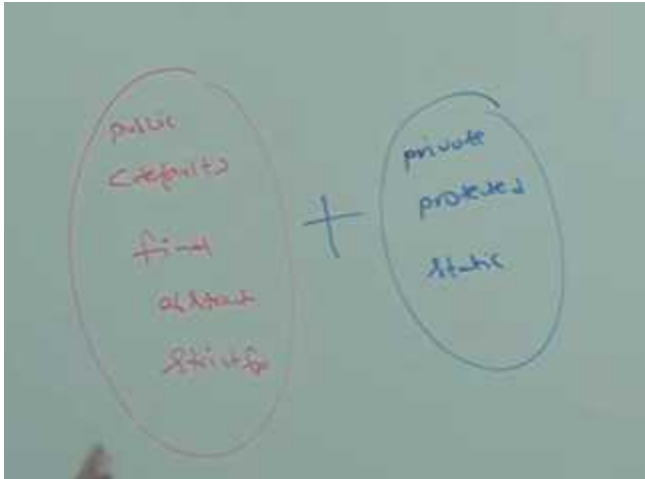 public
<default>
final
abstract
strictfp
+
private
protected
static